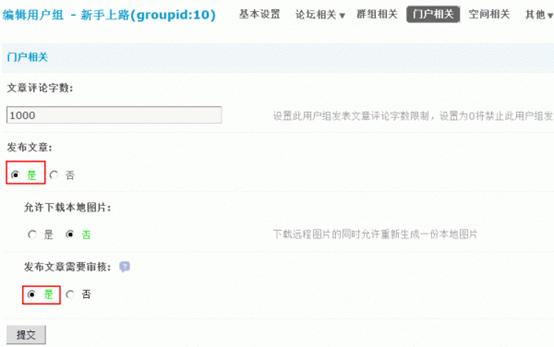 编辑用户组 - 新手上路(groupid:10) 基本设置 论坛相关 群组相关 门户相关 空间相关 其他
门户相关
文章评论字数:
1000 设置此用户组发表文章评论字数限制，设置为0将禁止此用户组发
发布文章:
是 否
允许下载本地图片:
是 否 下载远程图片的同时允许重新生成一份本地图片
发布文章需要审核: ?
是 否
提交